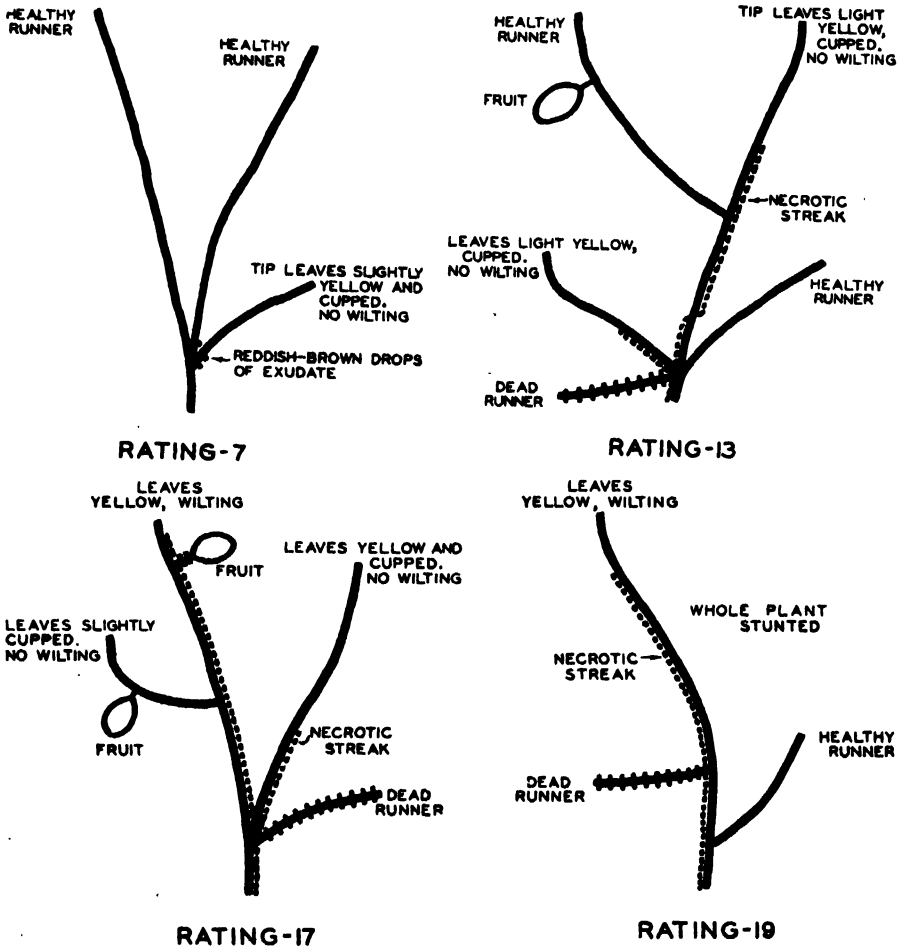 HEALTHY
RUNNER
HEALTHY
RUNNER
TIP LEAVES SLIGHTLY
YELLOW AND
CUPPED.
NO WILTING
REDDISH-BROWN DROPS
OF EXUDATE
RATING-7
HEALTHY
RUNNER
TIP LEAVES LIGHT
YELLOW,
CUPPED.
NO WILTING
FRUIT
NECROTIC
STREAK
LEAVES LIGHT YELLOW,
CUPPED.
NO WILTING
HEALTHY
RUNNER
DEAD
RUNNER
RATING-13
LEAVES
YELLOW, WILTING
FRUIT
LEAVES YELLOW AND
CUPPED.
NO WILTING
LEAVES SLIGHTLY
CUPPED.
NO WILTING
FRUIT
NECROTIC
STREAK
DEAD
RUNNER
RATING-17
LEAVES
YELLOW, WILTING
WHOLE PLANT
STUNTED
NECROTIC
STREAK
HEALTHY
RUNNER
DEAD
RUNNER
RATING-19